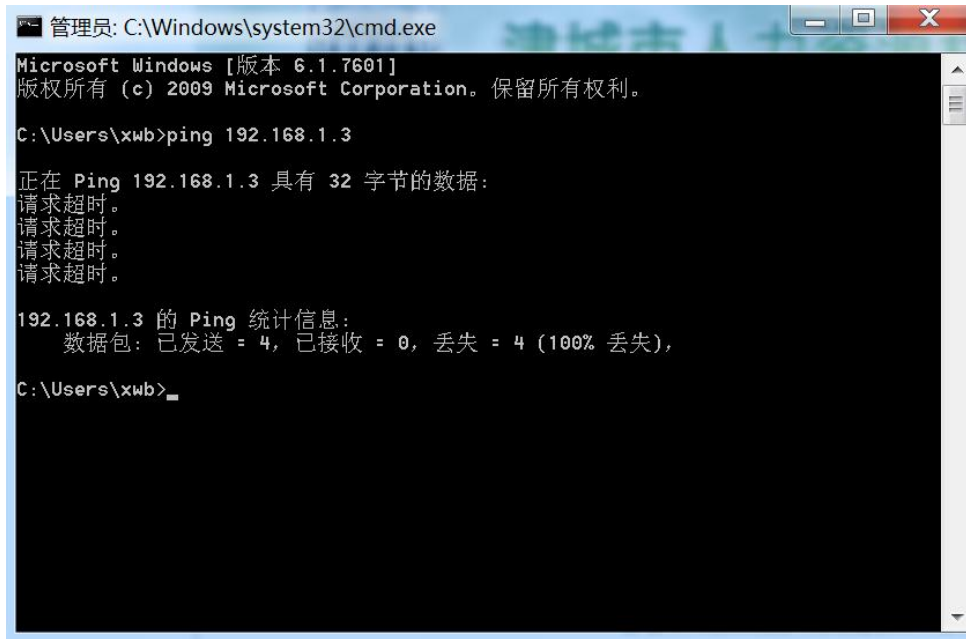 管理员: C:\Windows\system32\cmd.exe
Microsoft Windows [版本 6.1.7601]
版权所有 (c) 2009 Microsoft Corporation。保留所有权利。
C:\Users\xwb>ping 192.168.1.3
正在 Ping 192.168.1.3 具有 32 字节的数据:
请求超时。
请求超时。
请求超时。
请求超时。
192.168.1.3 的 Ping 统计信息:
数据包: 已发送 = 4，已接收 = 0，丢失 = 4 (100% 丢失)，
C:\Users\xwb>